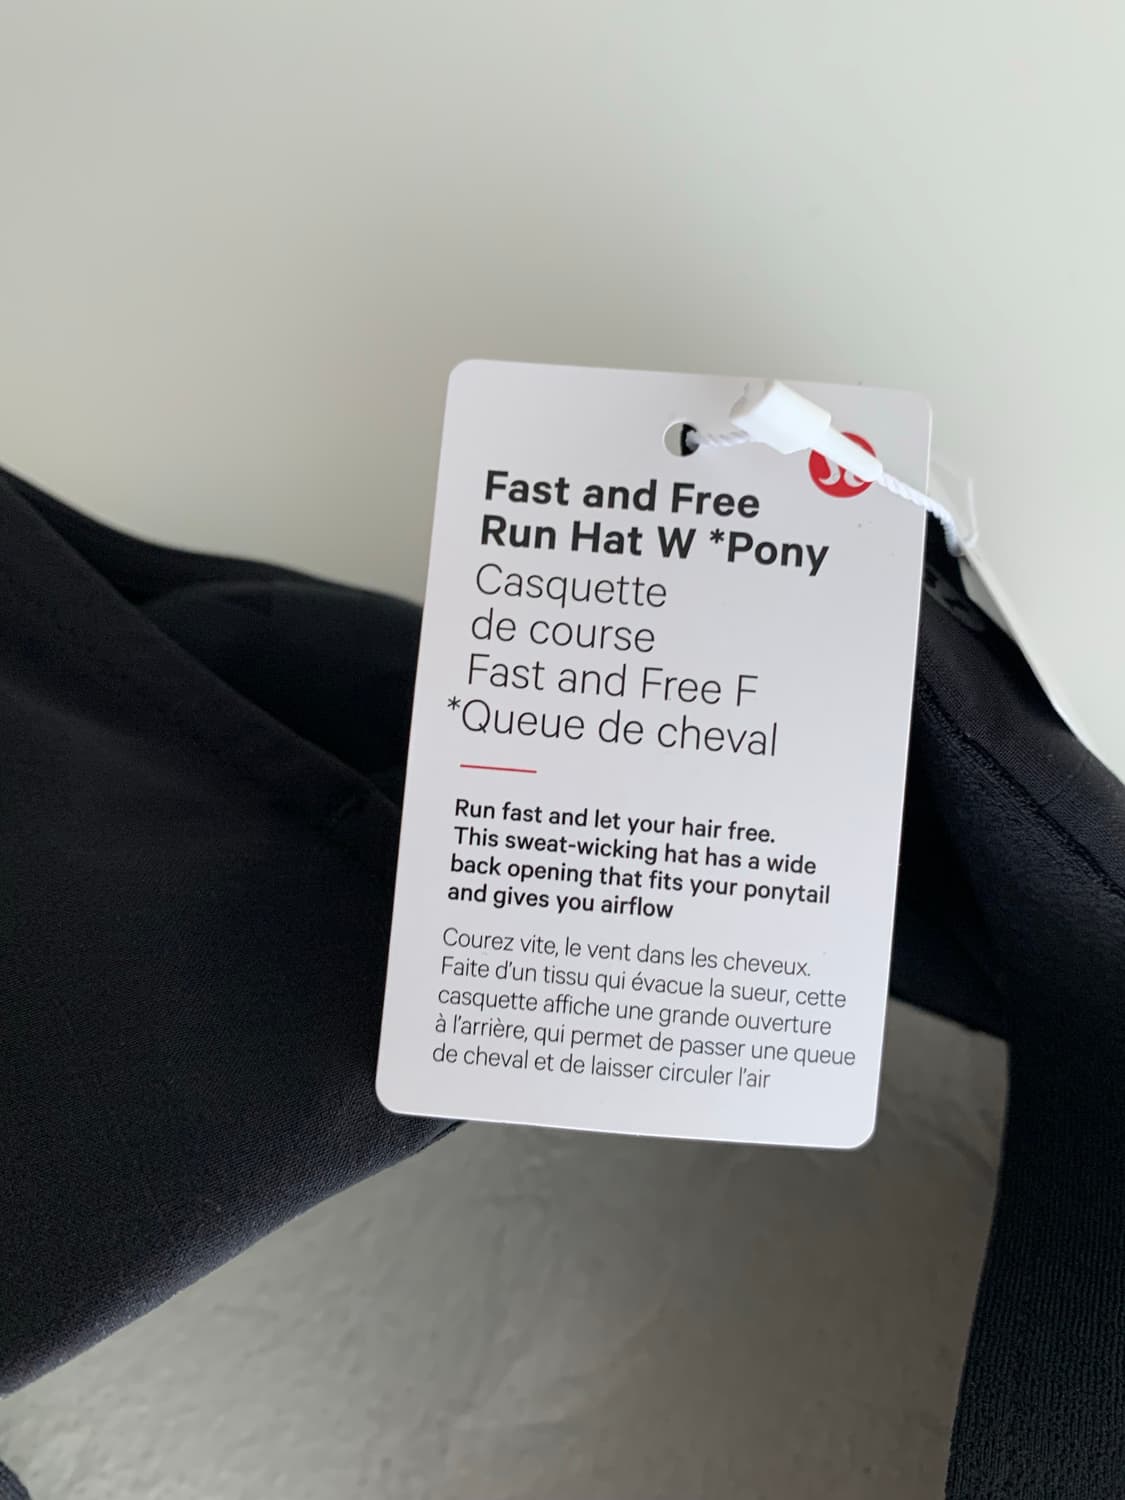 Fast and Free
Run Hat W *Pony
Casquette
de course
Fast and Free F
*Queue de cheval
Run fast and let your hair free.
This sweat-wicking hat has a wide
back opening that fits your ponytail
and gives you airflow
Courez vite, le vent dans les cheveux.
Faite d'un tissu qui évacue la sueur, cette
casquette affiche une grande ouverture
à l'arrière, qui permet de passer une queue
de cheval et de laisser circuler l'air